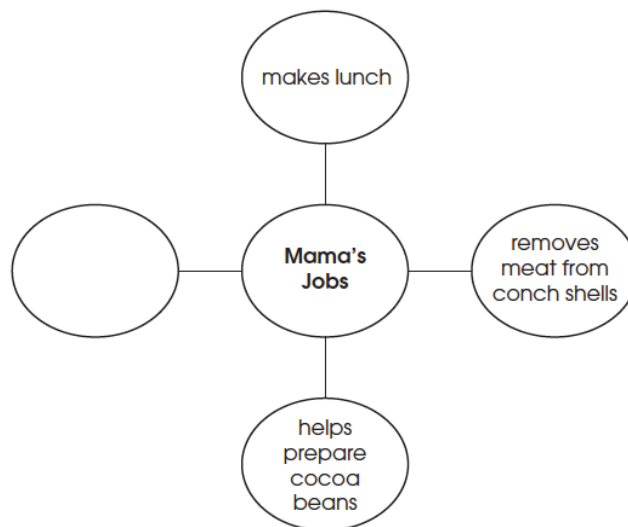 makes lunch
Mama's
Jobs
removes
meat from
conch shells
helps
prepare
cocoa
beans